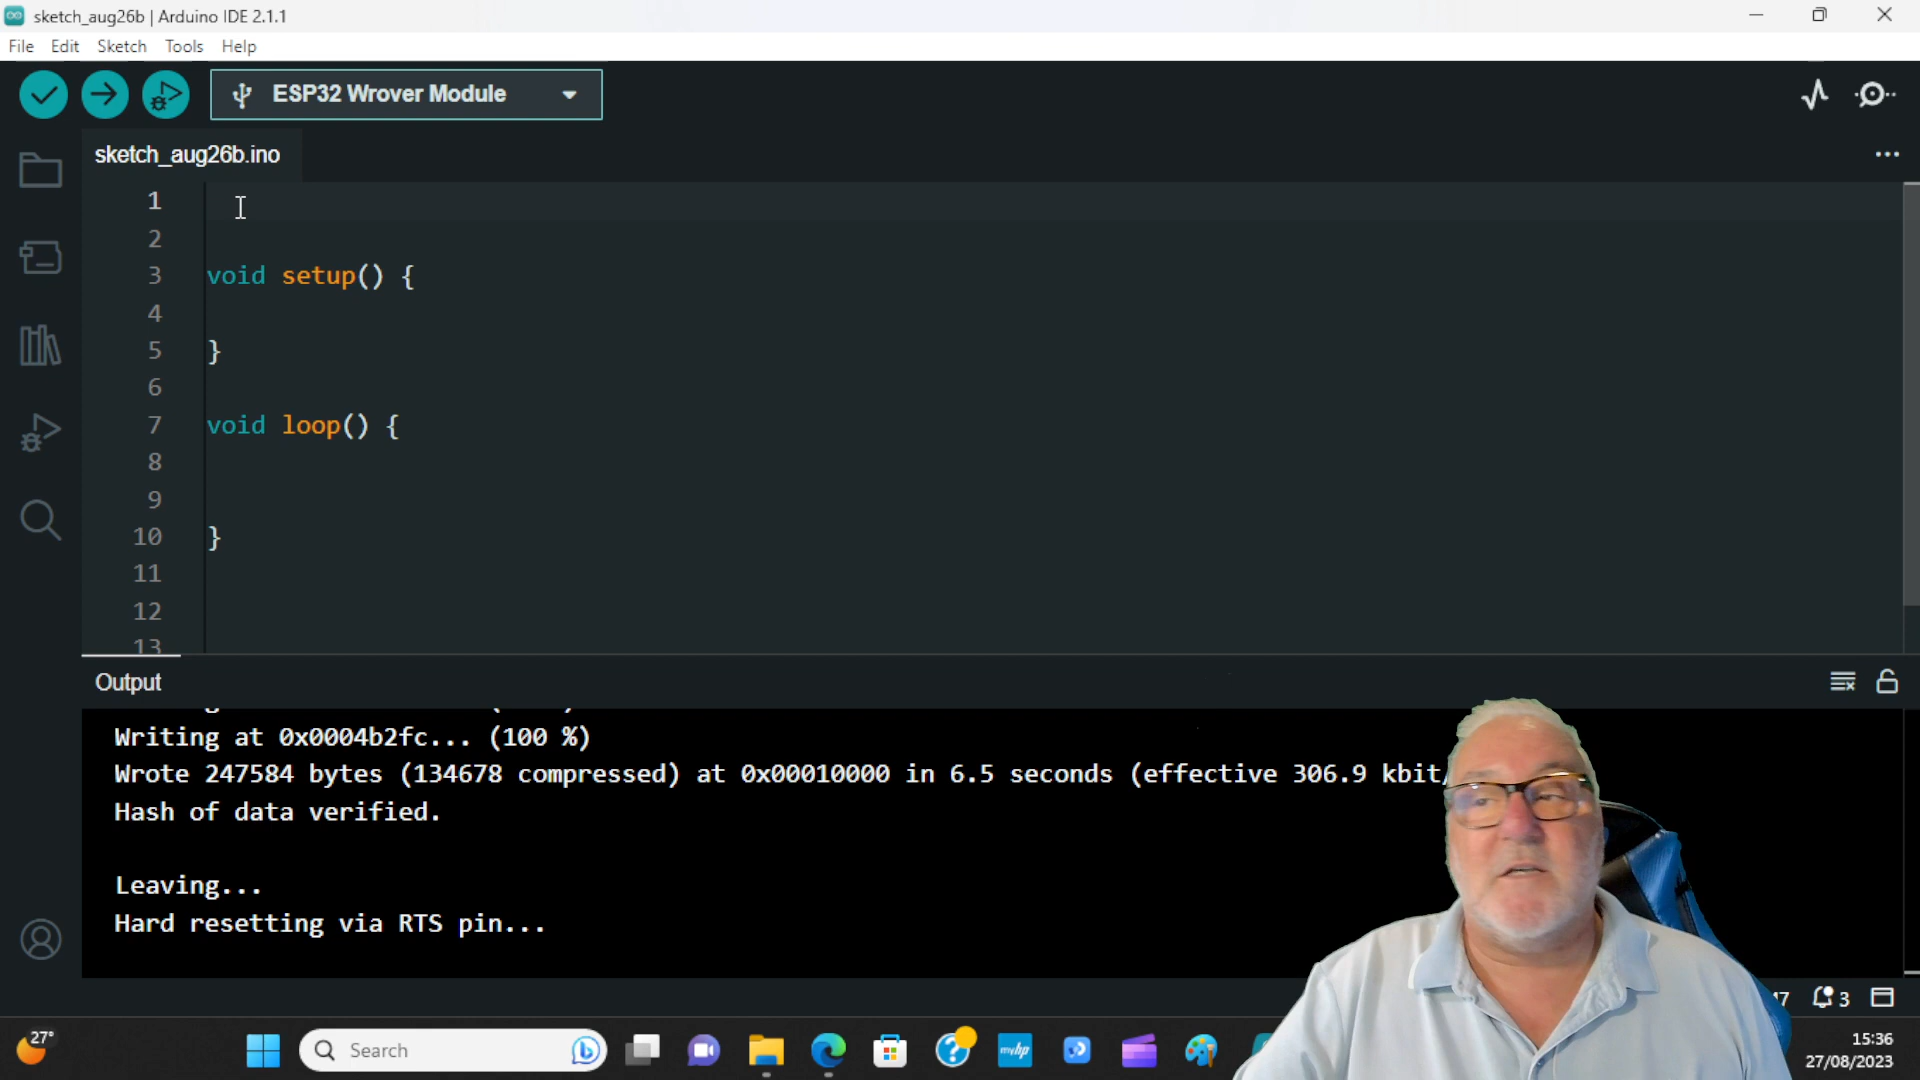 sketch_aug26b | Arduino IDE 2.1.1
File Edit Sketch Tools Help
ESP32 Wrover Module
sketch_aug26b.ino
1
2
3 void setup() {
4
5 }
6
7 void loop() {
8
9
10 }
11
12
13
Output
Writing at 0x0004b2fc... (100 %)
Wrote 247584 bytes (134678 compressed) at 0x00010000 in 6.5 seconds (effective 306.9 kbit/
Hash of data verified.
Leaving...
Hard resetting via RTS pin...
3
27°
Search
myhp
15:36
27/08/2023